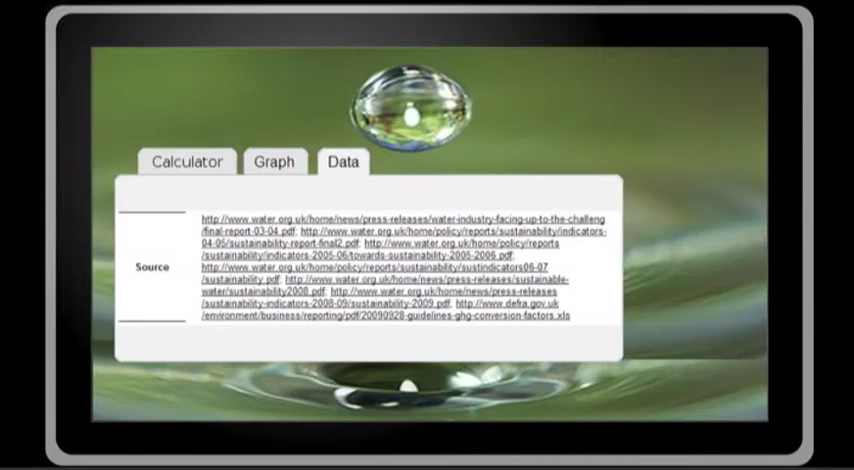 Calculator
Graph
Data
Source
http://www.water.org.uk/home/news/press-releases/water-industry-facing-up-to-the-challeng
/final-report-03-04.pdf; http://www.water.org.uk/home/policy/reports/sustainability/indicators-
04-05/sustainability-report-final2.pdf; http://www.water.org.uk/home/policy/reports
/sustainability/indicators-2005-06/towards-sustainability-2005-2006.pdf;
http://www.water.org.uk/home/policy/reports/sustainability/sustindicators06-07
/sustainability.pdf; http://www.water.org.uk/home/news/press-releases/sustainable-
water/sustainability2008.pdf; http://www.water.org.uk/home/news/press-releases
/sustainability-indicators-2008-09/sustainability-2009.pdf; http://www.defra.gov.uk
/environment/business/reporting/pdf/20090928-guidelines-ghg-conversion-factors.xls